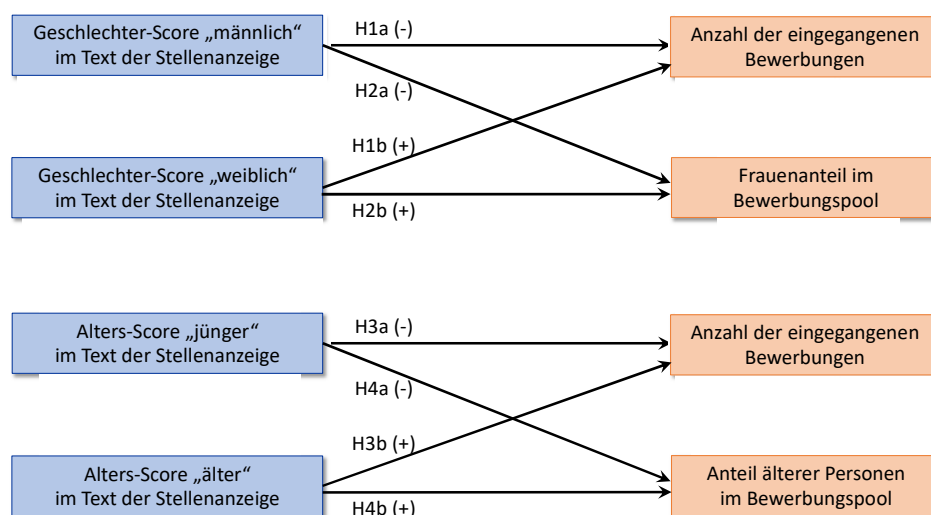 Geschlechter-Score „männlich“
im Text der Stellenanzeige
H1a (-)
Anzahl der eingegangenen
Bewerbungen
H2a (-)
H1b (+)
Geschlechter-Score „weiblich“
im Text der Stellenanzeige
H2b (+)
Frauenanteil im
Bewerbungspool
Alters-Score „jünger“
im Text der Stellenanzeige
H3a (-)
Anzahl der eingegangenen
Bewerbungen
H4a (-)
H3b (+)
Alters-Score „älter“
im Text der Stellenanzeige
H4b (+)
Anteil älterer Personen
im Bewerbungspool